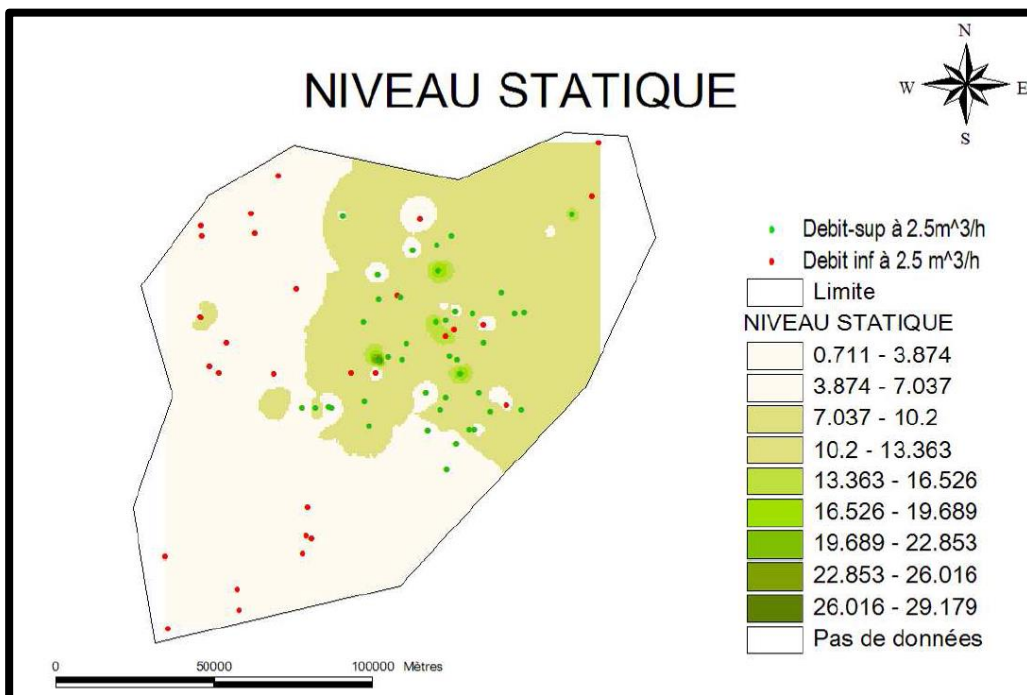 N
W E
S
NIVEAU STATIQUE
Debit-sup à 2.5m^3/h
Debit inf à 2.5 m^3/h
Limite
NIVEAU STATIQUE
0.711 - 3.874
3.874 - 7.037
7.037 - 10.2
10.2 - 13.363
13.363 - 16.526
16.526 - 19.689
19.689 - 22.853
22.853 - 26.016
26.016 - 29.179
Pas de données
0 50000 100000 Mètres